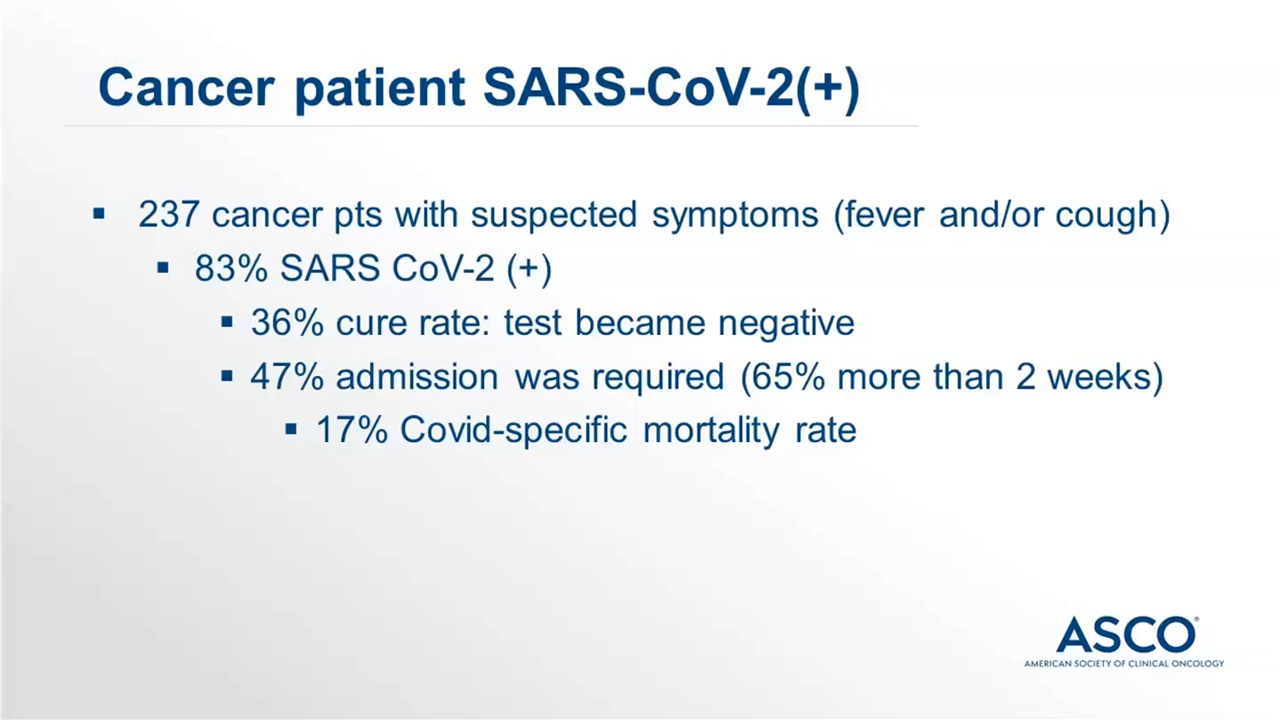 Cancer patient SARS-CoV-2(+)
▪ 237 cancer pts with suspected symptoms (fever and/or cough)
▪ 83% SARS CoV-2 (+)
▪ 36% cure rate: test became negative
▪ 47% admission was required (65% more than 2 weeks)
▪ 17% Covid-specific mortality rate
ASCO®
AMERICAN SOCIETY OF CLINICAL ONCOLOGY